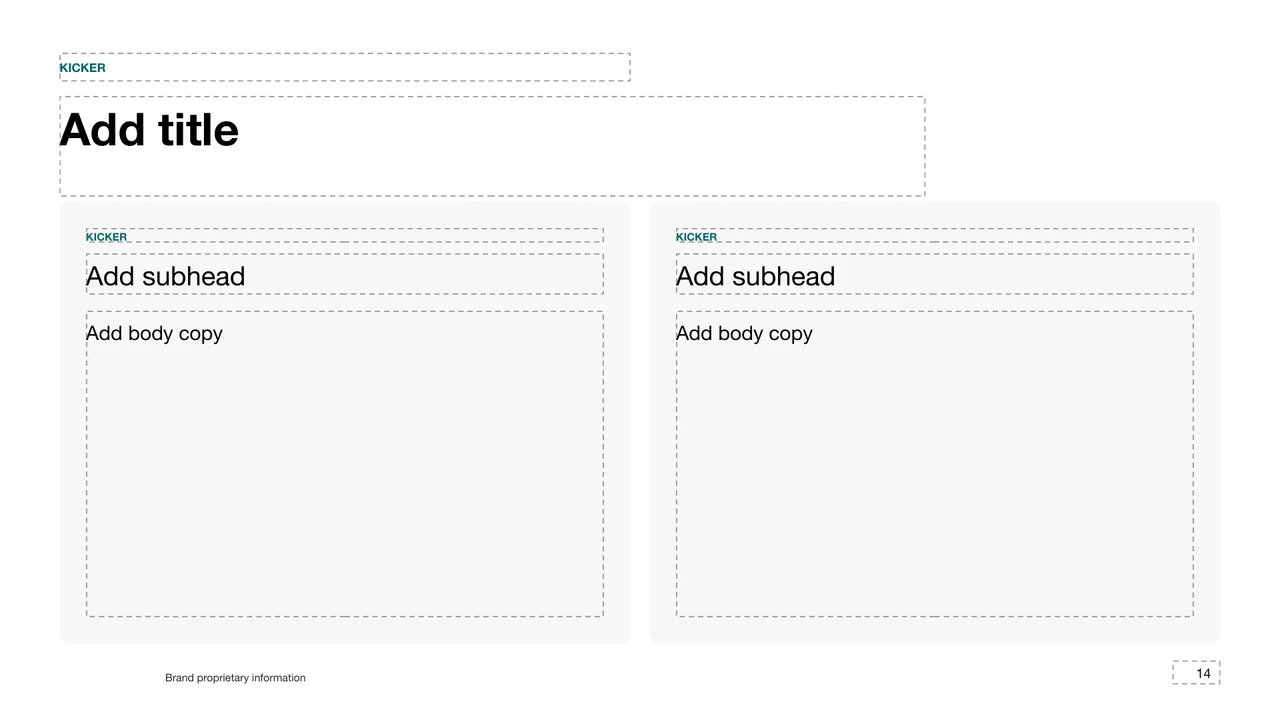 KICKER
Add title
KICKER
Add subhead
Add body copy
KICKER
Add subhead
Add body copy
Brand proprietary information
14